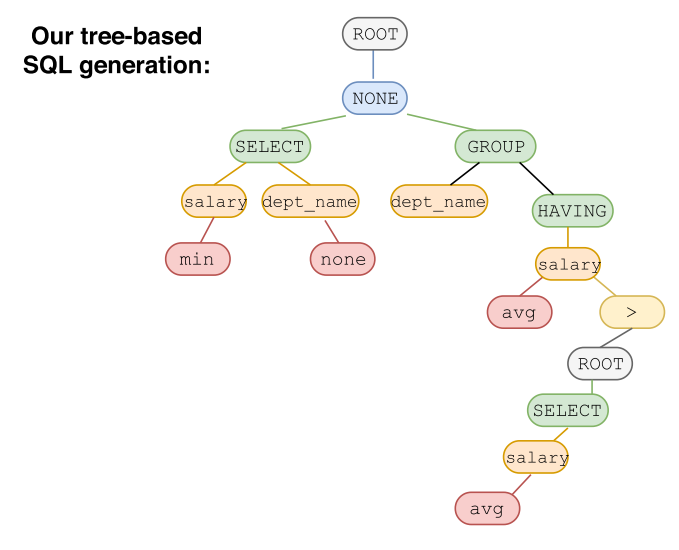 Our tree-based
SQL generation:
ROOT
NONE
SELECT
GROUP
salary
dept_name
dept_name
HAVING
min
none
salary
avg
>
ROOT
SELECT
salary
avg